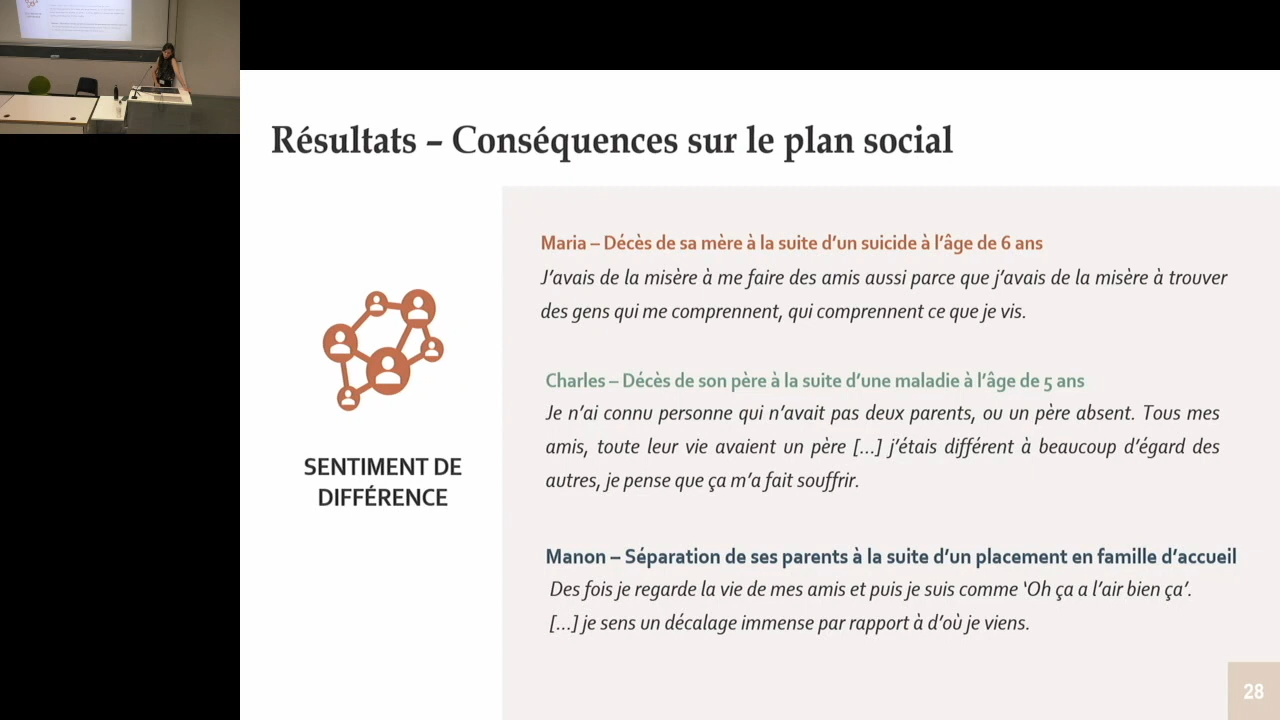 Résultats – Conséquences sur le plan social
SENTIMENT DE
DIFFÉRENCE
Maria – Décès de sa mère à la suite d'un suicide à l'âge de 6 ans
J'avais de la misère à me faire des amis aussi parce que j'avais de la misère à trouver
des gens qui me comprennent, qui comprennent ce que je vis.
Charles – Décès de son père à la suite d'une maladie à l'âge de 5 ans
Je n'ai connu personne qui n'avait pas deux parents, ou un père absent. Tous mes
amis, toute leur vie avaient un père [...] j'étais différent à beaucoup d'égard des
autres, je pense que ça m'a fait souffrir.
Manon – Séparation de ses parents à la suite d'un placement en famille d'accueil
Des fois je regarde la vie de mes amis et puis je suis comme 'Oh ça a l'air bien ça'.
[...] je sens un décalage immense par rapport à d'où je viens.
28